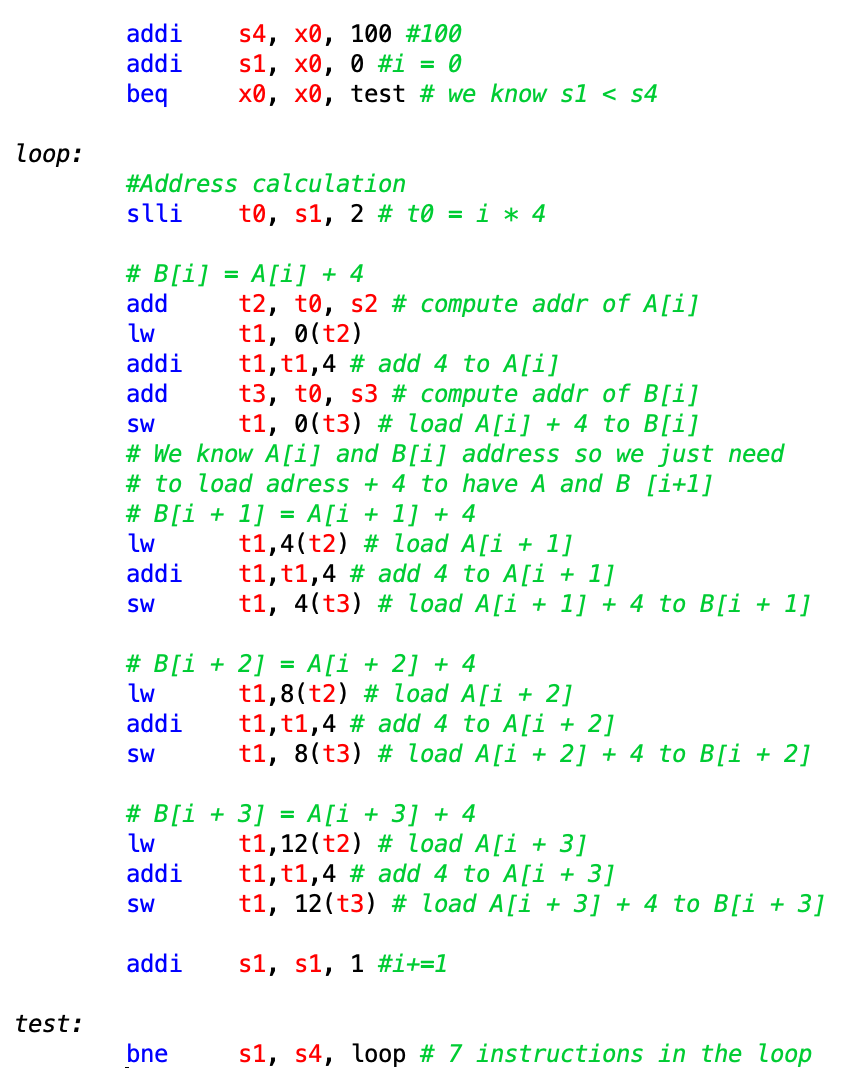 addi s4, x0, 100 #100
addi s1, x0, 0 #i = 0
beq x0, x0, test # we know s1 < s4
loop:
#Address calculation
slli t0, s1, 2 # t0 = i * 4
# B[i] = A[i] + 4
add t2, t0, s2 # compute addr of A[i]
lw t1, 0(t2)
addi t1,t1,4 # add 4 to A[i]
add t3, t0, s3 # compute addr of B[i]
sw t1, 0(t3) # load A[i] + 4 to B[i]
# We know A[i] and B[i] address so we just need
# to load adress + 4 to have A and B [i+1]
# B[i + 1] = A[i + 1] + 4
lw t1,4(t2) # load A[i + 1]
addi t1,t1,4 # add 4 to A[i + 1]
sw t1, 4(t3) # load A[i + 1] + 4 to B[i + 1]
# B[i + 2] = A[i + 2] + 4
lw t1,8(t2) # load A[i + 2]
addi t1,t1,4 # add 4 to A[i + 2]
sw t1, 8(t3) # load A[i + 2] + 4 to B[i + 2]
# B[i + 3] = A[i + 3] + 4
lw t1,12(t2) # load A[i + 3]
addi t1,t1,4 # add 4 to A[i + 3]
sw t1, 12(t3) # load A[i + 3] + 4 to B[i + 3]
addi s1, s1, 1 #i+=1
test:
bne s1, s4, loop # 7 instructions in the loop